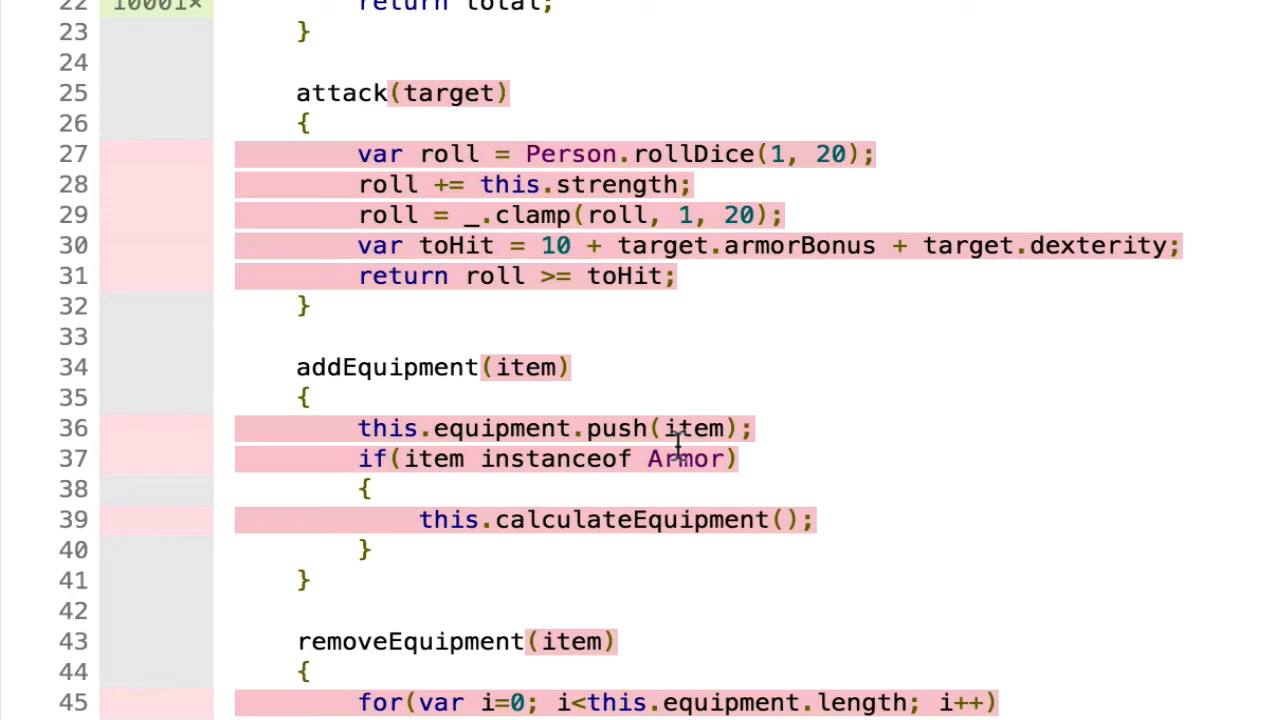 22 10001× return total;
23 }
24
25 attack(target)
26 {
27 var roll = Person.rollDice(1, 20);
28 roll += this.strength;
29 roll = _.clamp(roll, 1, 20);
30 var toHit = 10 + target.armorBonus + target.dexterity;
31 return roll >= toHit;
32 }
33
34 addEquipment(item)
35 {
36 this.equipment.push(item);
37 if(item instanceof Armor)
38 {
39 this.calculateEquipment();
40 }
41 }
42
43 removeEquipment(item)
44 {
45 for(var i=0; i<this.equipment.length; i++)